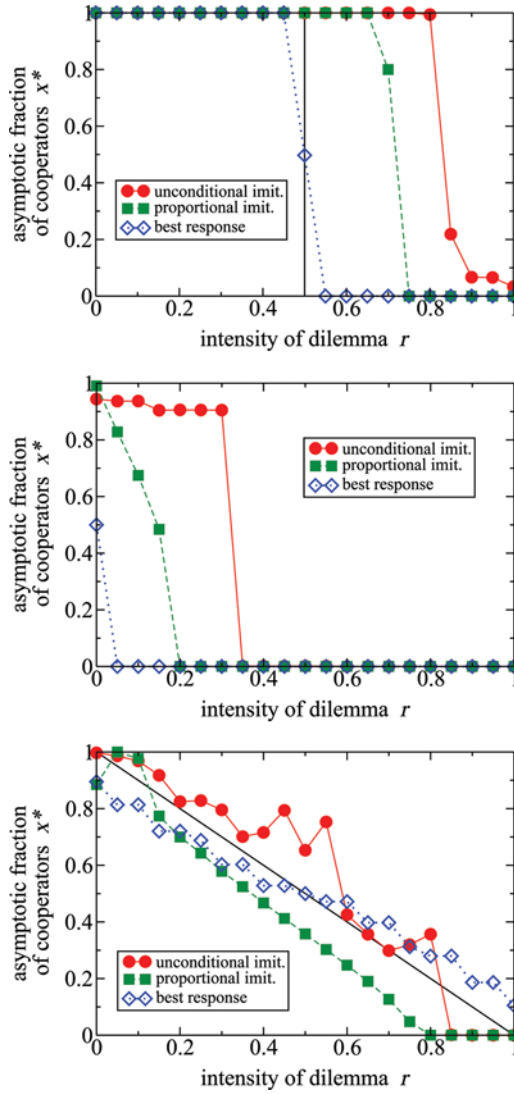 1
0.8
0.6
0.4
0.2
0
asymptotic fraction
of cooperators x*
unconditional imit.
proportional imit.
best response
0 0.2 0.4 0.6 0.8 1
intensity of dilemma r
1
0.8
0.6
0.4
0.2
0
asymptotic fraction
of cooperators x*
unconditional imit.
proportional imit.
best response
0 0.2 0.4 0.6 0.8 1
intensity of dilemma r
1
0.8
0.6
0.4
0.2
0
asymptotic fraction
of cooperators x*
unconditional imit.
proportional imit.
best response
0 0.2 0.4 0.6 0.8 1
intensity of dilemma r